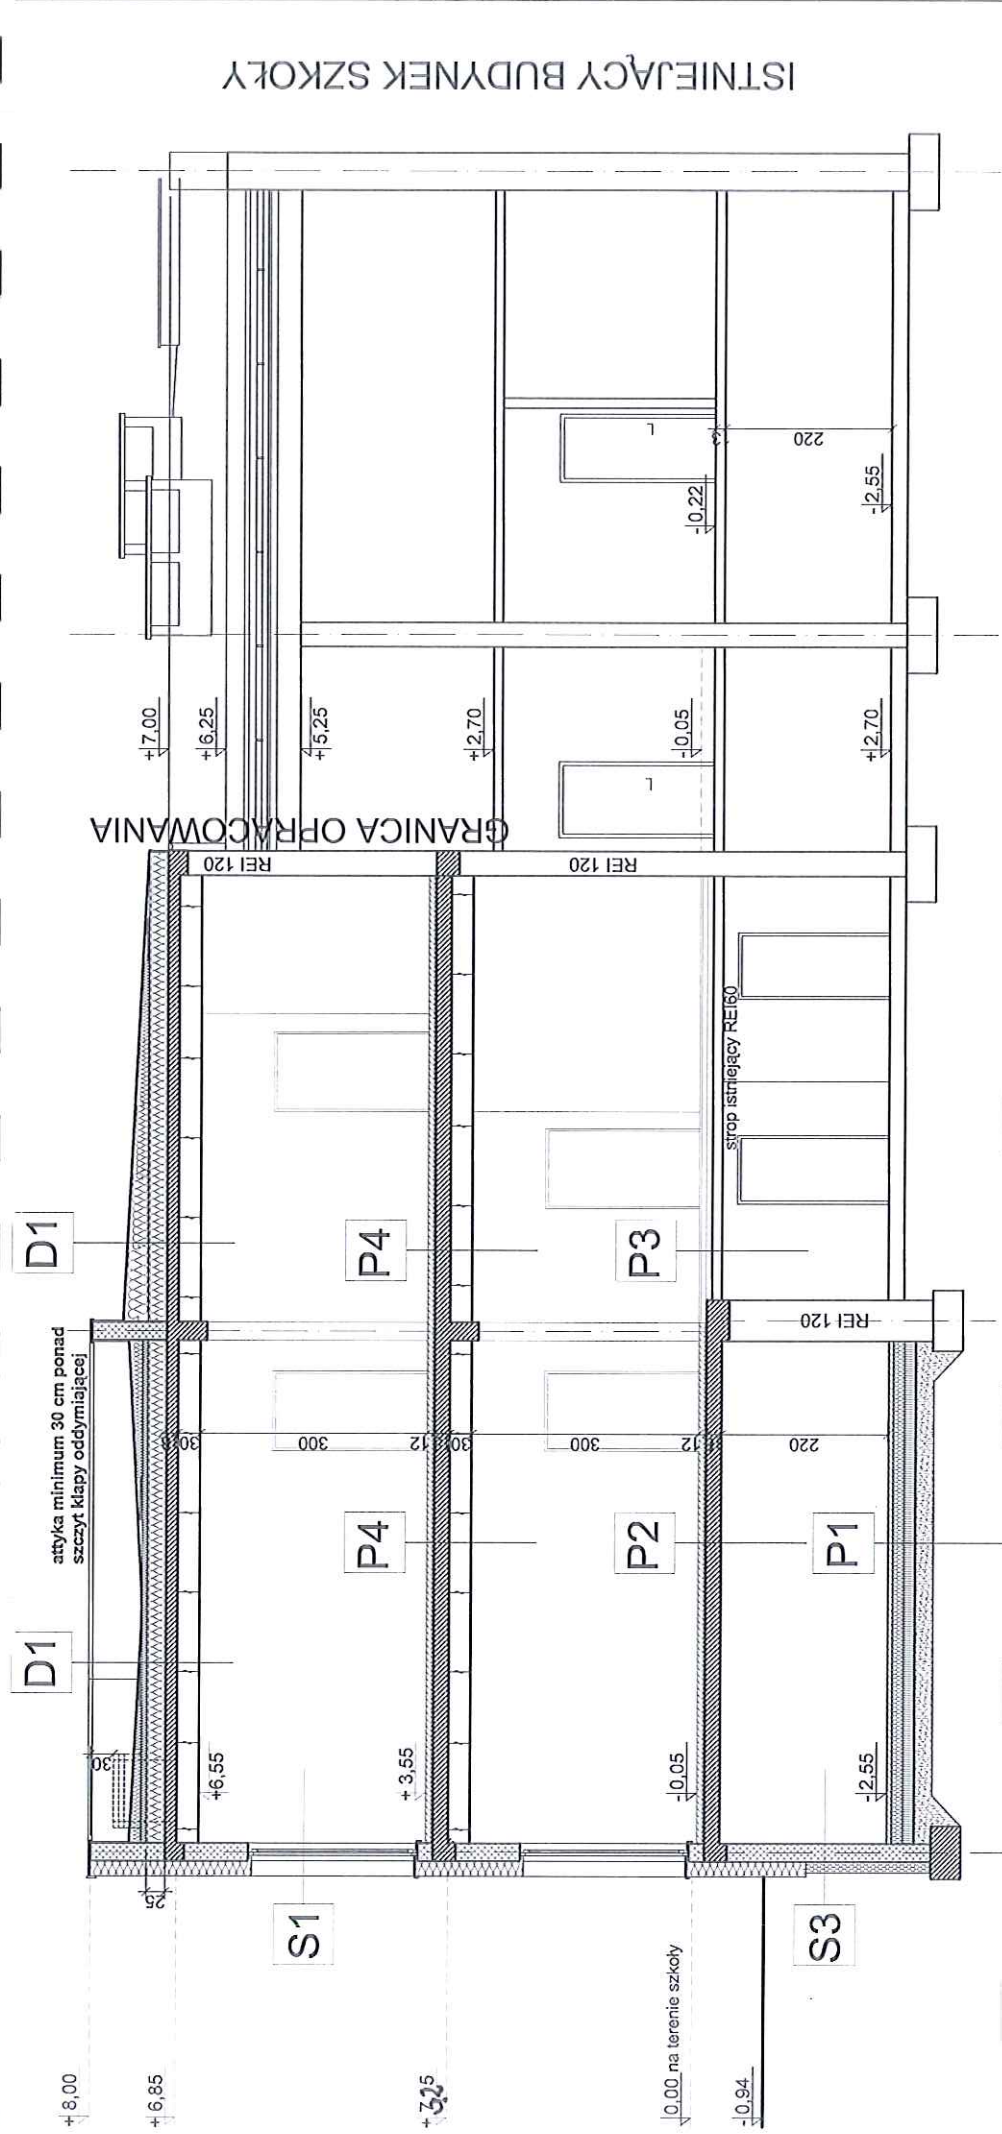 ISTNIEJĄCY BUDYNEK SZKOŁY
GRANICA OPRACOWANIA
attyka minimum 30 cm ponad
szczyt klapy oddymiającej
D1
D1
+7,00
+6,25
+5,25
+2,70
-0,05
+2,70
-0,22
-2,55
220
L
L
REI 120
REI 120
REI 120
strop istniejący REI60
P4
P3
P4
P2
P1
300
12
300
12
220
30
25
+6,55
+3,55
-0,05
-2,55
S1
S3
+8,00
+6,85
0,00 na terenie szkoły
-0,94